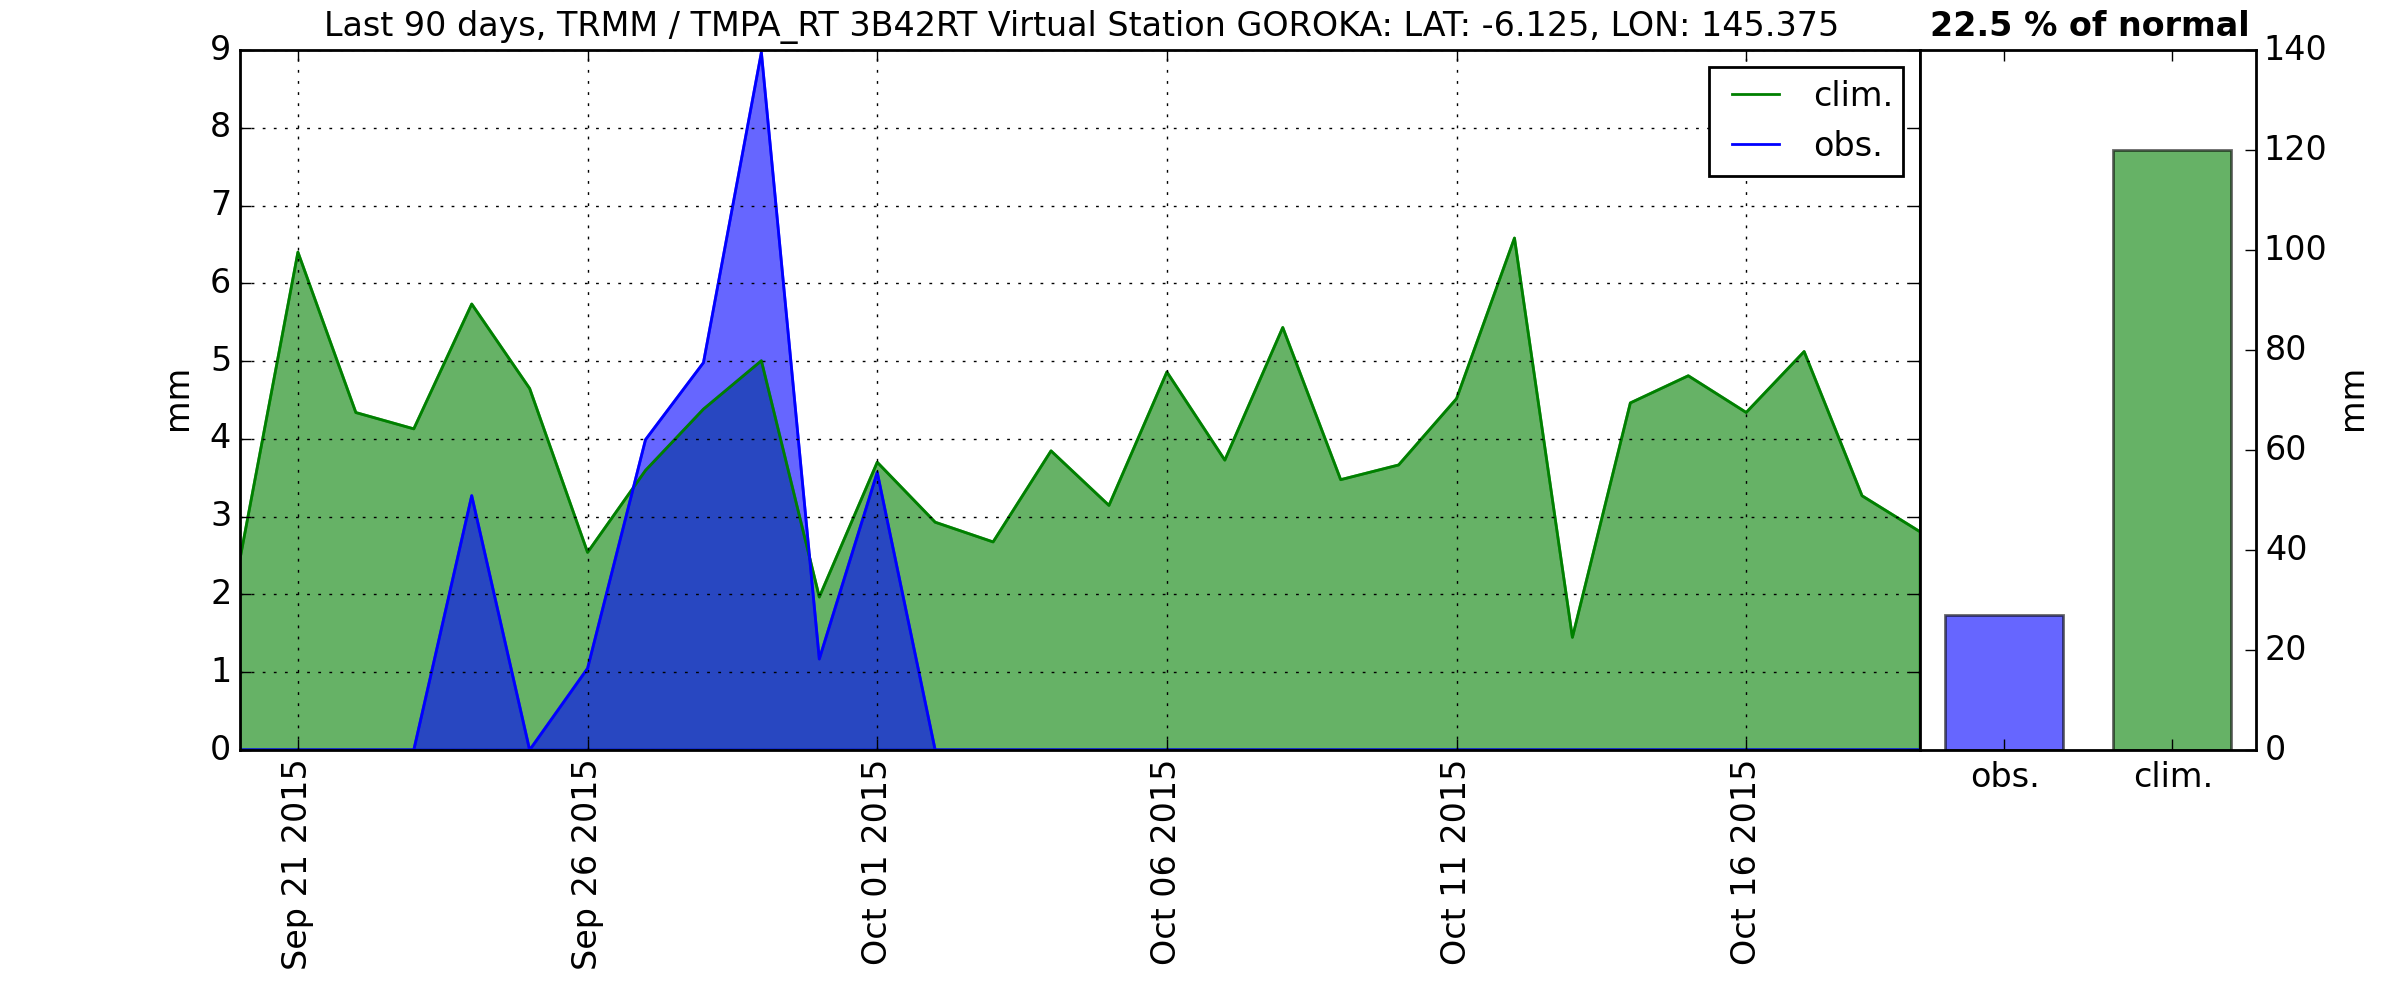 Last 90 days, TRMM / TMPA_RT 3B42RT Virtual Station GOROKA: LAT: -6.125, LON: 145.375
22.5 % of normal
9
8
7
6
5
4
3
2
1
0
mm
clim.
obs.
Sep 21 2015
Sep 26 2015
Oct 01 2015
Oct 06 2015
Oct 11 2015
Oct 16 2015
obs.
clim.
140
120
100
80
60
40
20
0
mm